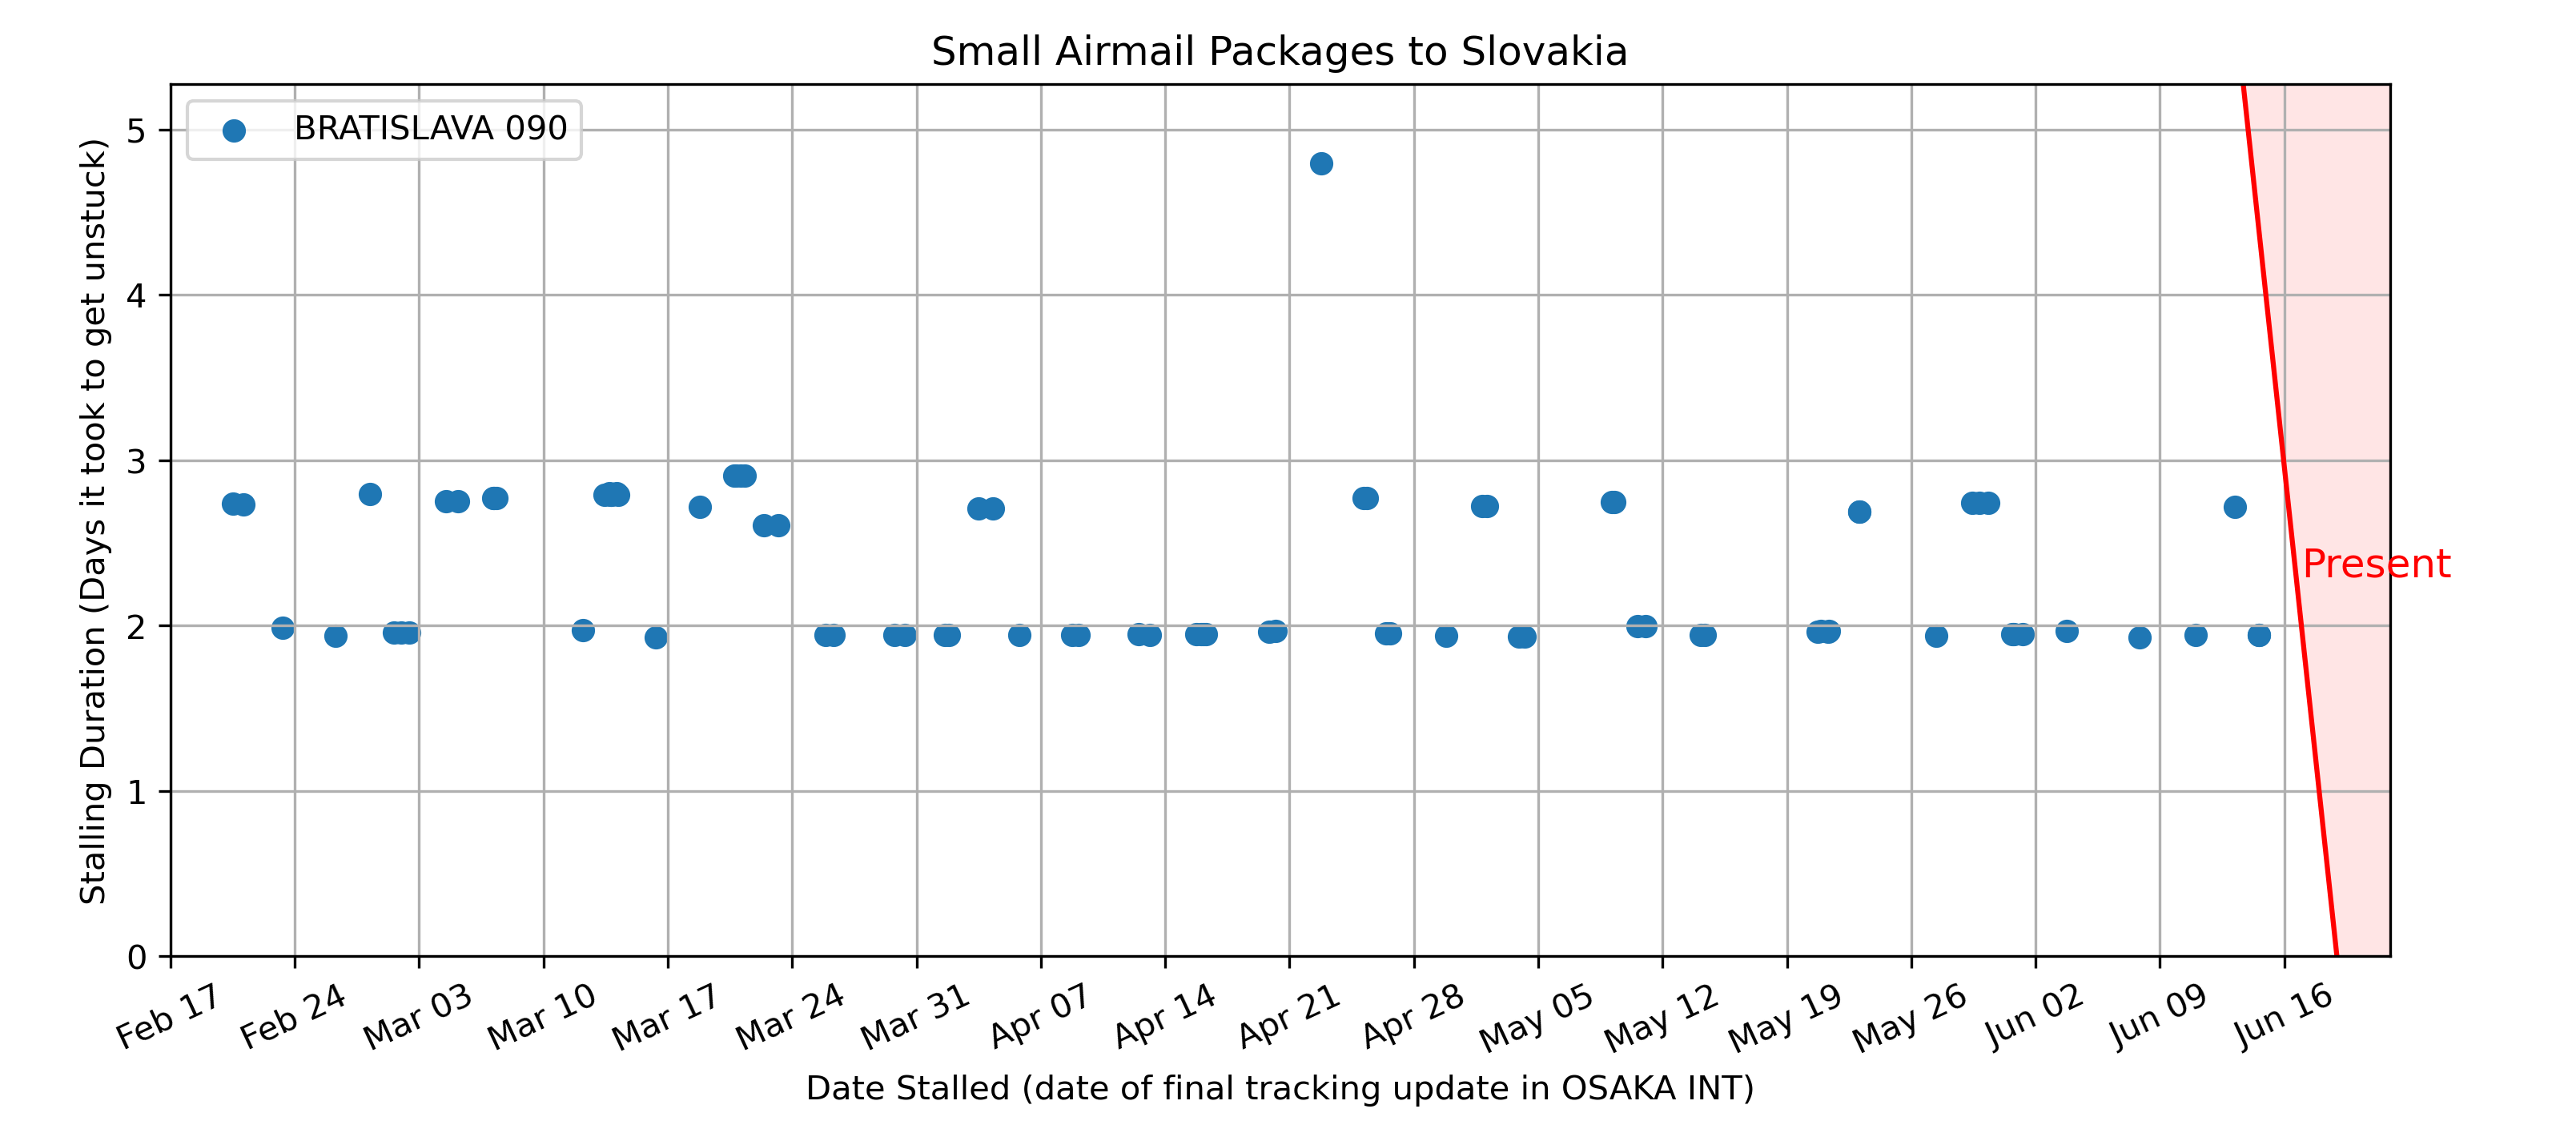 Small Airmail Packages to Slovakia
BRATISLAVA 090
Stalling Duration (Days it took to get unstuck)
5
4
3
2
1
0
Present
Feb 17
Feb 24
Mar 03
Mar 10
Mar 17
Mar 24
Mar 31
Apr 07
Apr 14
Apr 21
Apr 28
May 05
May 12
May 19
May 26
Jun 02
Jun 09
Jun 16
Date Stalled (date of final tracking update in OSAKA INT)